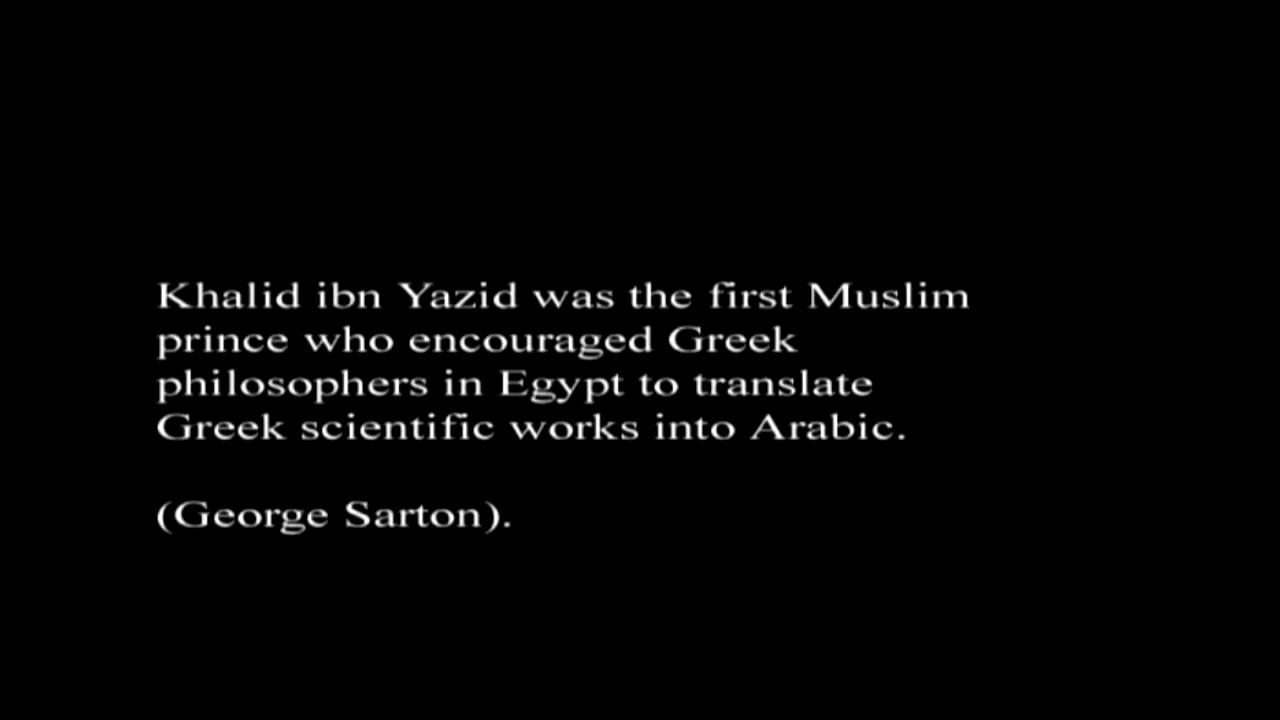 Khalid ibn Yazid was the first Muslim
prince who encouraged Greek
philosophers in Egypt to translate
Greek scientific works into Arabic.
(George Sarton).